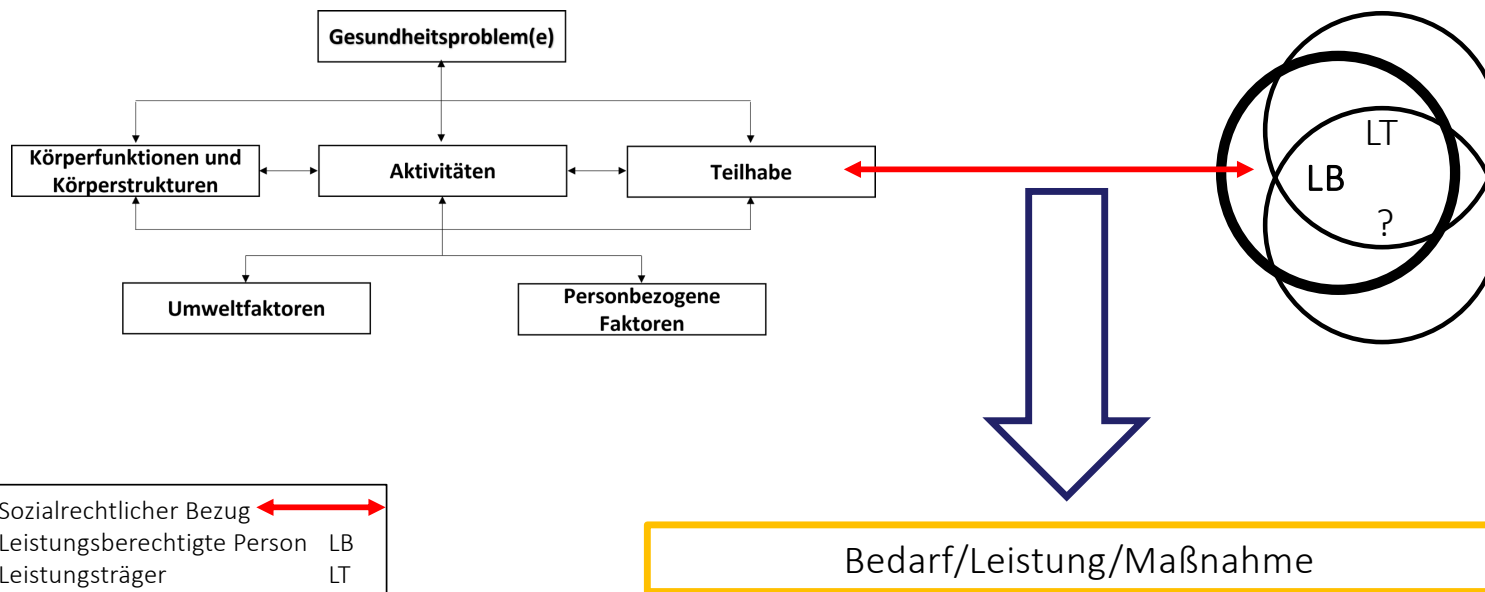 Gesundheitsproblem(e)
Körperfunktionen und
Körperstrukturen
Aktivitäten
Teilhabe
LT
LB
?
Umweltfaktoren
Personbezogene
Faktoren
Sozialrechtlicher Bezug
Leistungsberechtigte Person LB
Leistungsträger LT
Bedarf/Leistung/Maßnahme